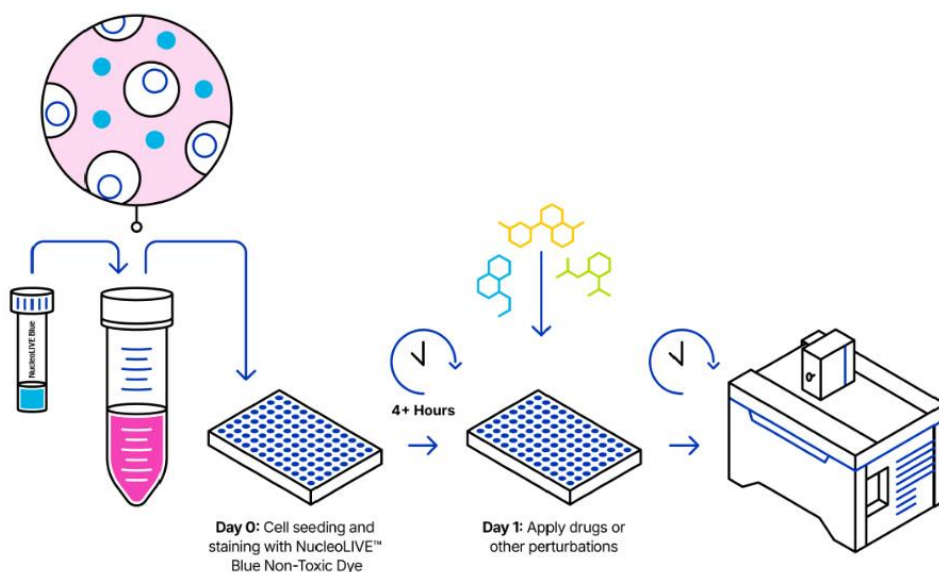 NucleoLIVE Blue
4+ Hours
Day 0: Cell seeding and
staining with NucleoLIVE™
Blue Non-Toxic Dye
Day 1: Apply drugs or
other perturbations